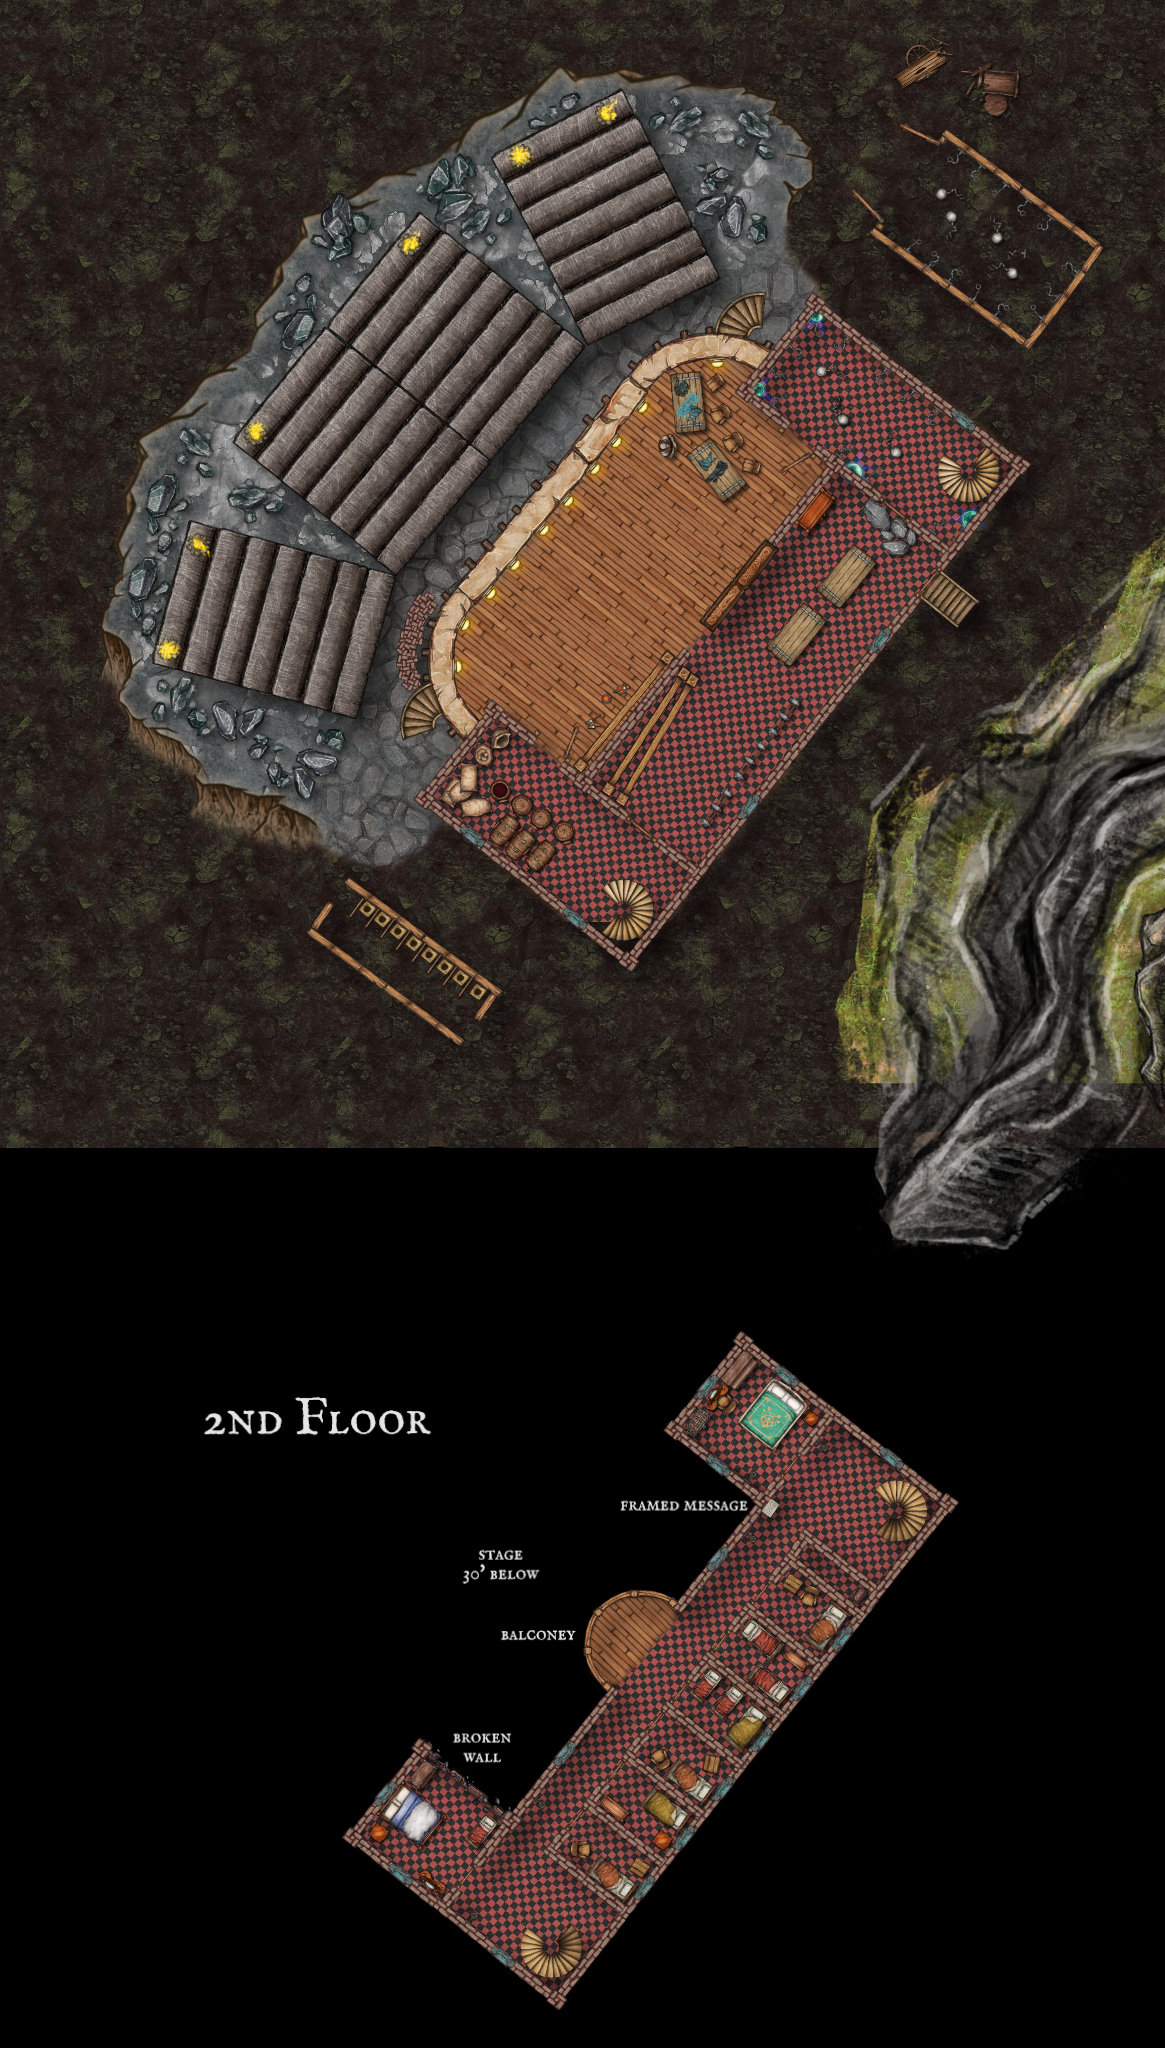 2nd Floor
framed message
stage
30' below
balconey
broken
wall